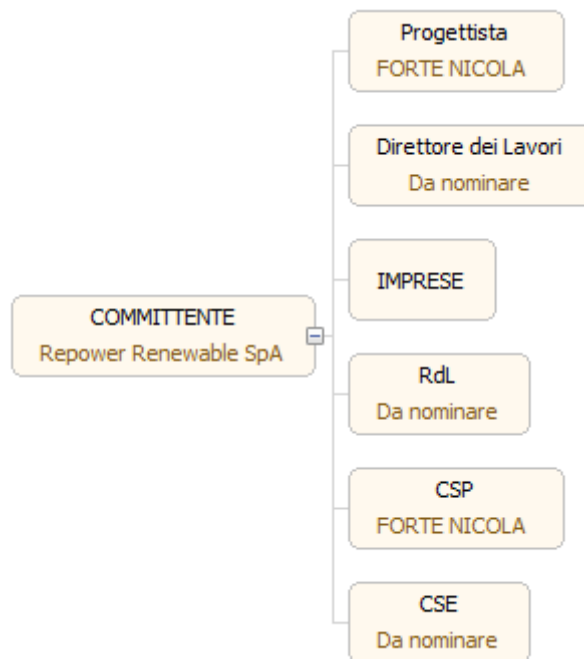 Progettista
FORTE NICOLA
Direttore dei Lavori
Da nominare
IMPRESE
COMMITTENTE
Repower Renewable SpA
RdL
Da nominare
CSP
FORTE NICOLA
CSE
Da nominare